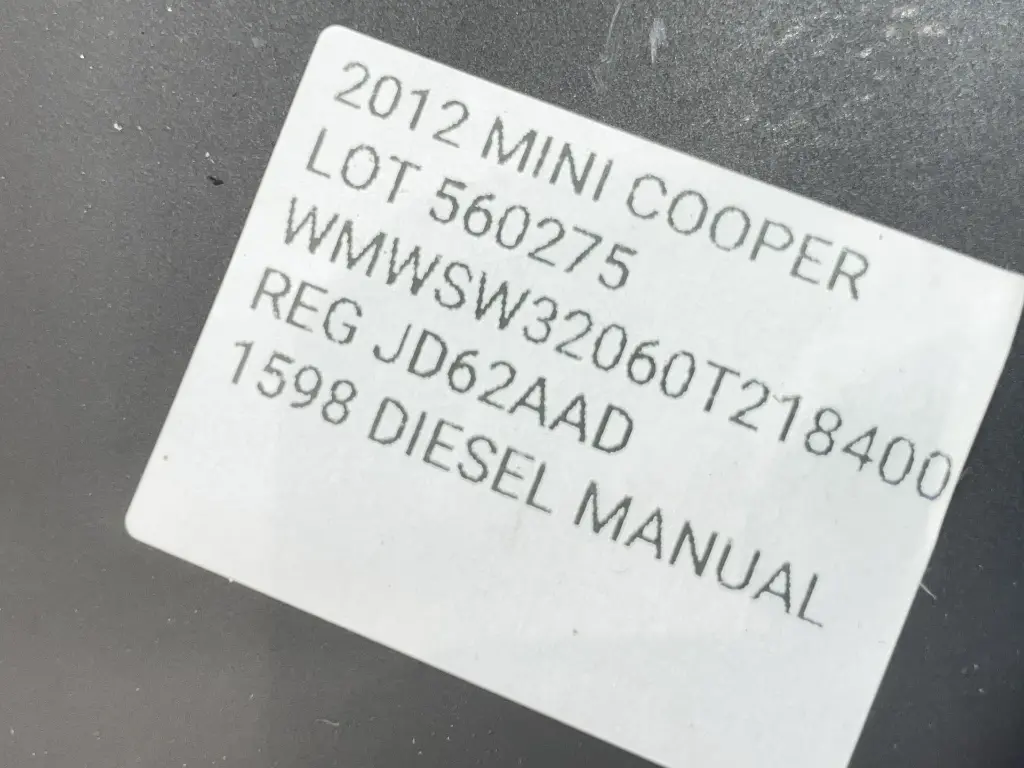 2012 MINI COOPER
LOT 560275
WMWSW32060T218400
REG JD62AAD
1598 DIESEL MANUAL